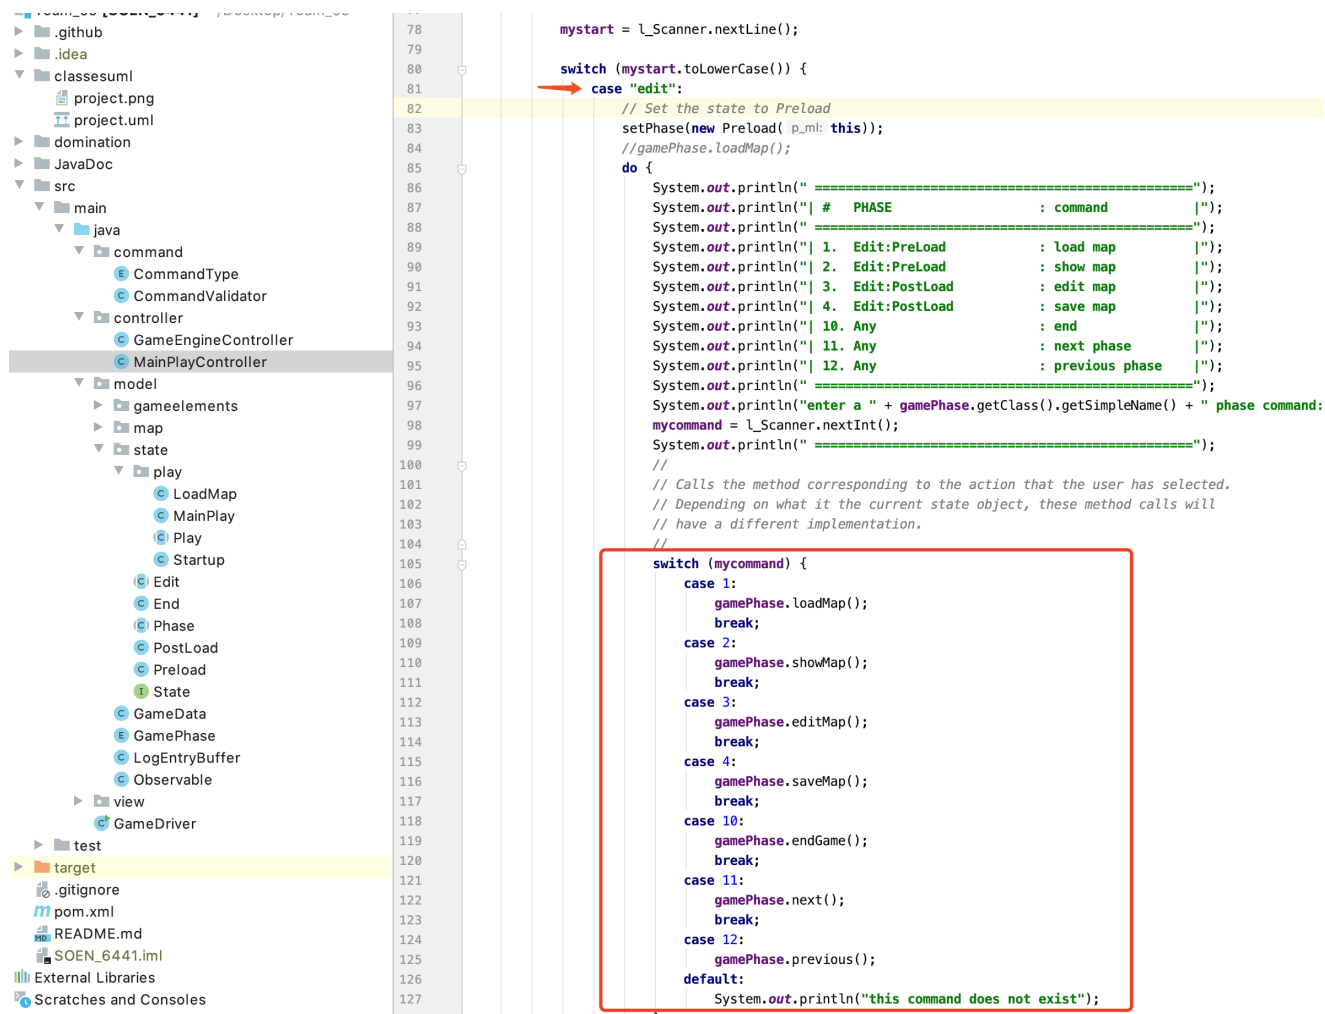 .github
.idea
classesuml
project.png
project.uml
domination
JavaDoc
src
main
java
command
CommandType
CommandValidator
controller
GameEngineController
MainPlayController
model
gameelements
map
state
play
LoadMap
MainPlay
Play
Startup
Edit
End
Phase
PostLoad
Preload
State
GameData
GamePhase
LogEntryBuffer
Observable
view
GameDriver
test
target
.gitignore
pom.xml
README.md
SOEN_6441.iml
External Libraries
Scratches and Consoles
78 mystart = l_Scanner.nextLine();
79
80 switch (mystart.toLowerCase()) {
81 case "edit":
82 // Set the state to Preload
83 setPhase(new Preload( p_ml: this));
84 //gamePhase.loadMap();
85 do {
86 System.out.println(" =================================================");
87 System.out.println("| #   PHASE                   : command           |");
88 System.out.println(" =================================================");
89 System.out.println("| 1.  Edit:PreLoad            : load map          |");
90 System.out.println("| 2.  Edit:PreLoad            : show map          |");
91 System.out.println("| 3.  Edit:PostLoad           : edit map          |");
92 System.out.println("| 4.  Edit:PostLoad           : save map          |");
93 System.out.println("| 10. Any                     : end               |");
94 System.out.println("| 11. Any                     : next phase        |");
95 System.out.println("| 12. Any                     : previous phase    |");
96 System.out.println(" =================================================");
97 System.out.println("enter a " + gamePhase.getClass().getSimpleName() + " phase command:
98 mycommand = l_Scanner.nextInt();
99 System.out.println(" =================================================");
100 //
101 // Calls the method corresponding to the action that the user has selected.
102 // Depending on what it the current state object, these method calls will
103 // have a different implementation.
104 //
105 switch (mycommand) {
106 case 1:
107 gamePhase.loadMap();
108 break;
109 case 2:
110 gamePhase.showMap();
111 break;
112 case 3:
113 gamePhase.editMap();
114 break;
115 case 4:
116 gamePhase.saveMap();
117 break;
118 case 10:
119 gamePhase.endGame();
120 break;
121 case 11:
122 gamePhase.next();
123 break;
124 case 12:
125 gamePhase.previous();
126 default:
127 System.out.println("this command does not exist");